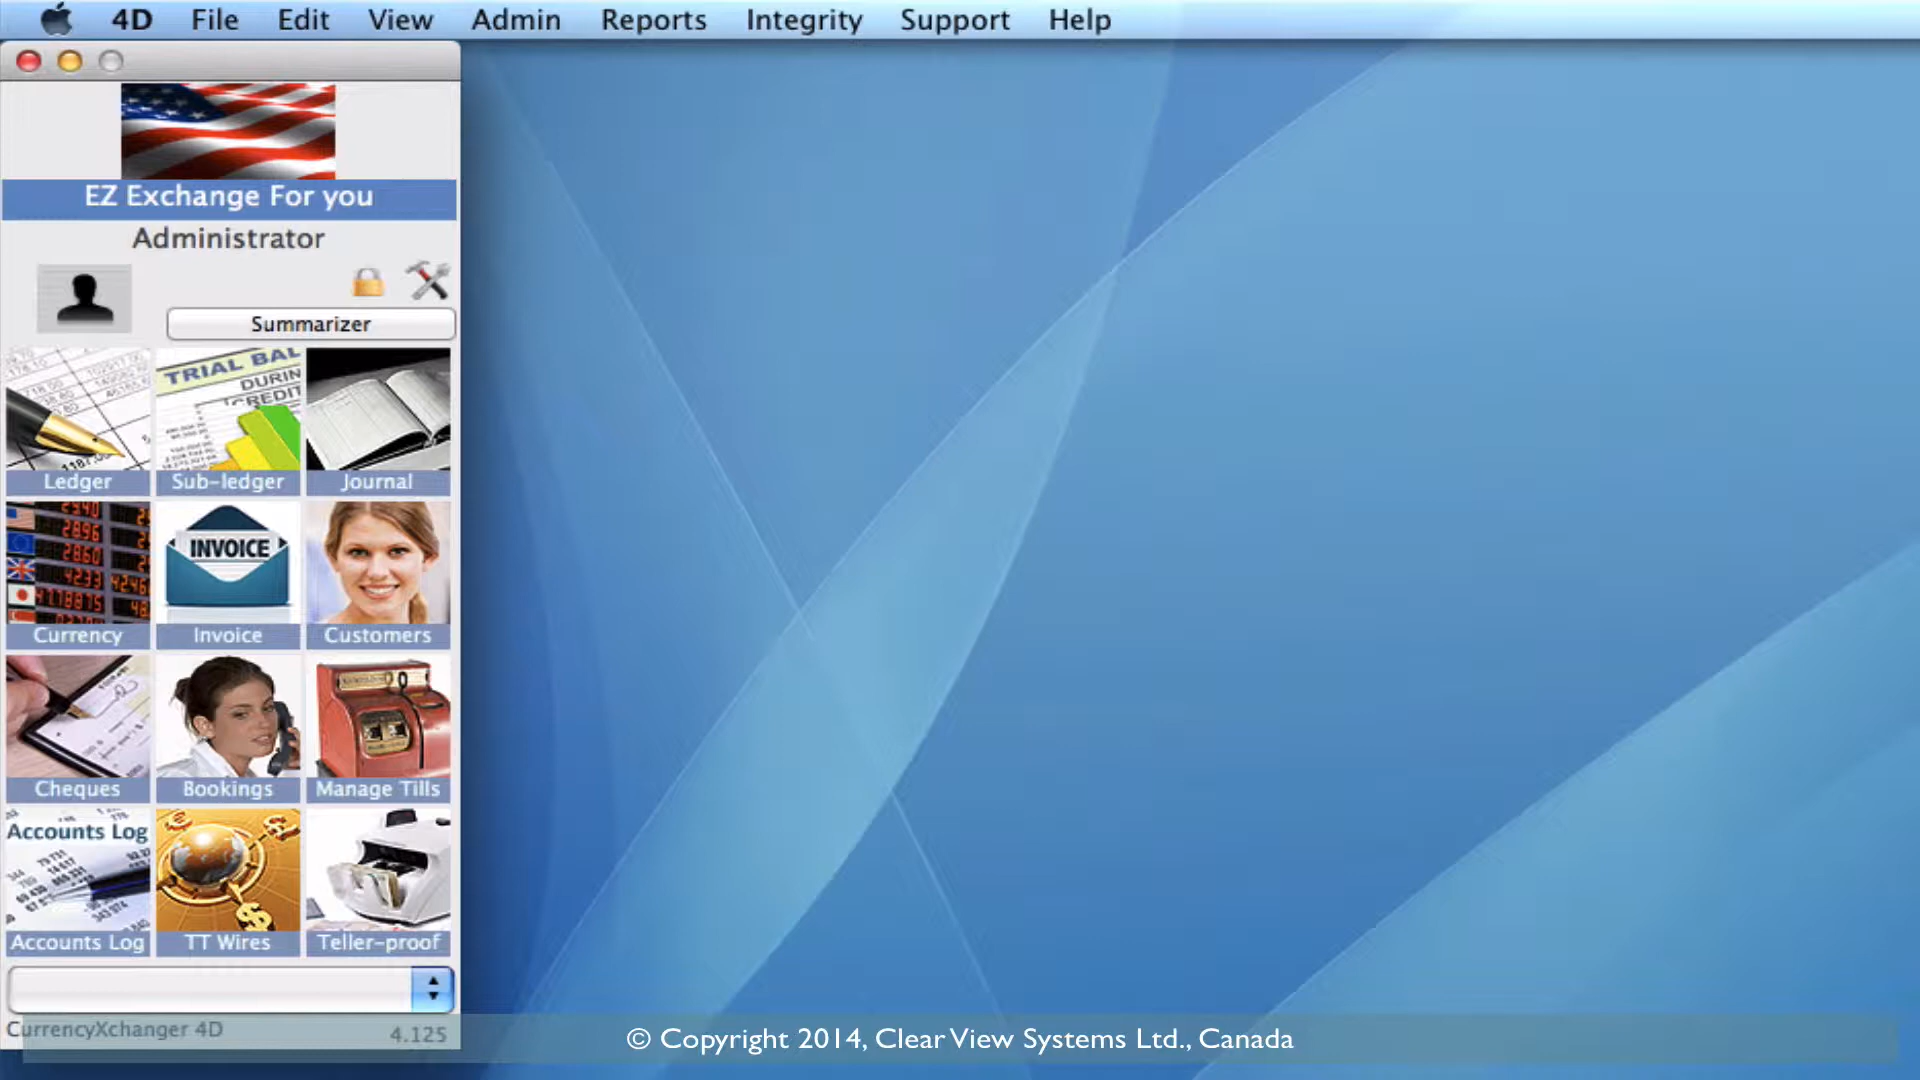 4D File Edit View Admin Reports Integrity Support Help
EZ Exchange For you
Administrator
Summarizer
TRIAL BAL
DURIN
CREDIT
Ledger Sub-ledger Journal
INVOICE
Currency Invoice Customers
Cheques Bookings Manage Tills
Accounts Log
Accounts Log TT Wires Teller-proof
CurrencyXchanger 4D 4.125
© Copyright 2014, Clear View Systems Ltd., Canada